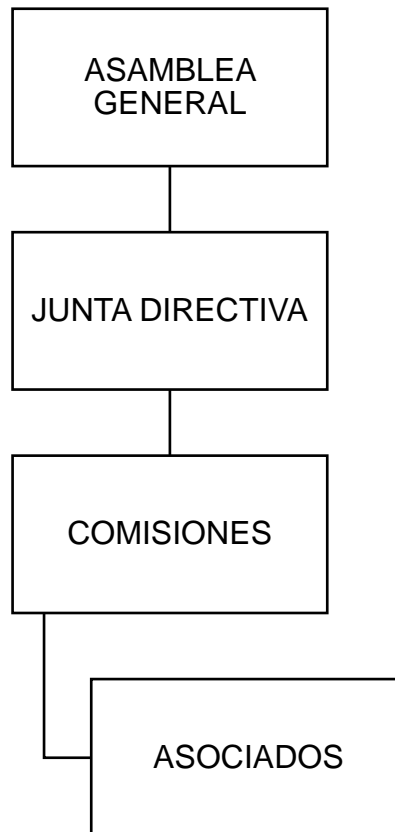 ASAMBLEA
GENERAL
JUNTA DIRECTIVA
COMISIONES
ASOCIADOS